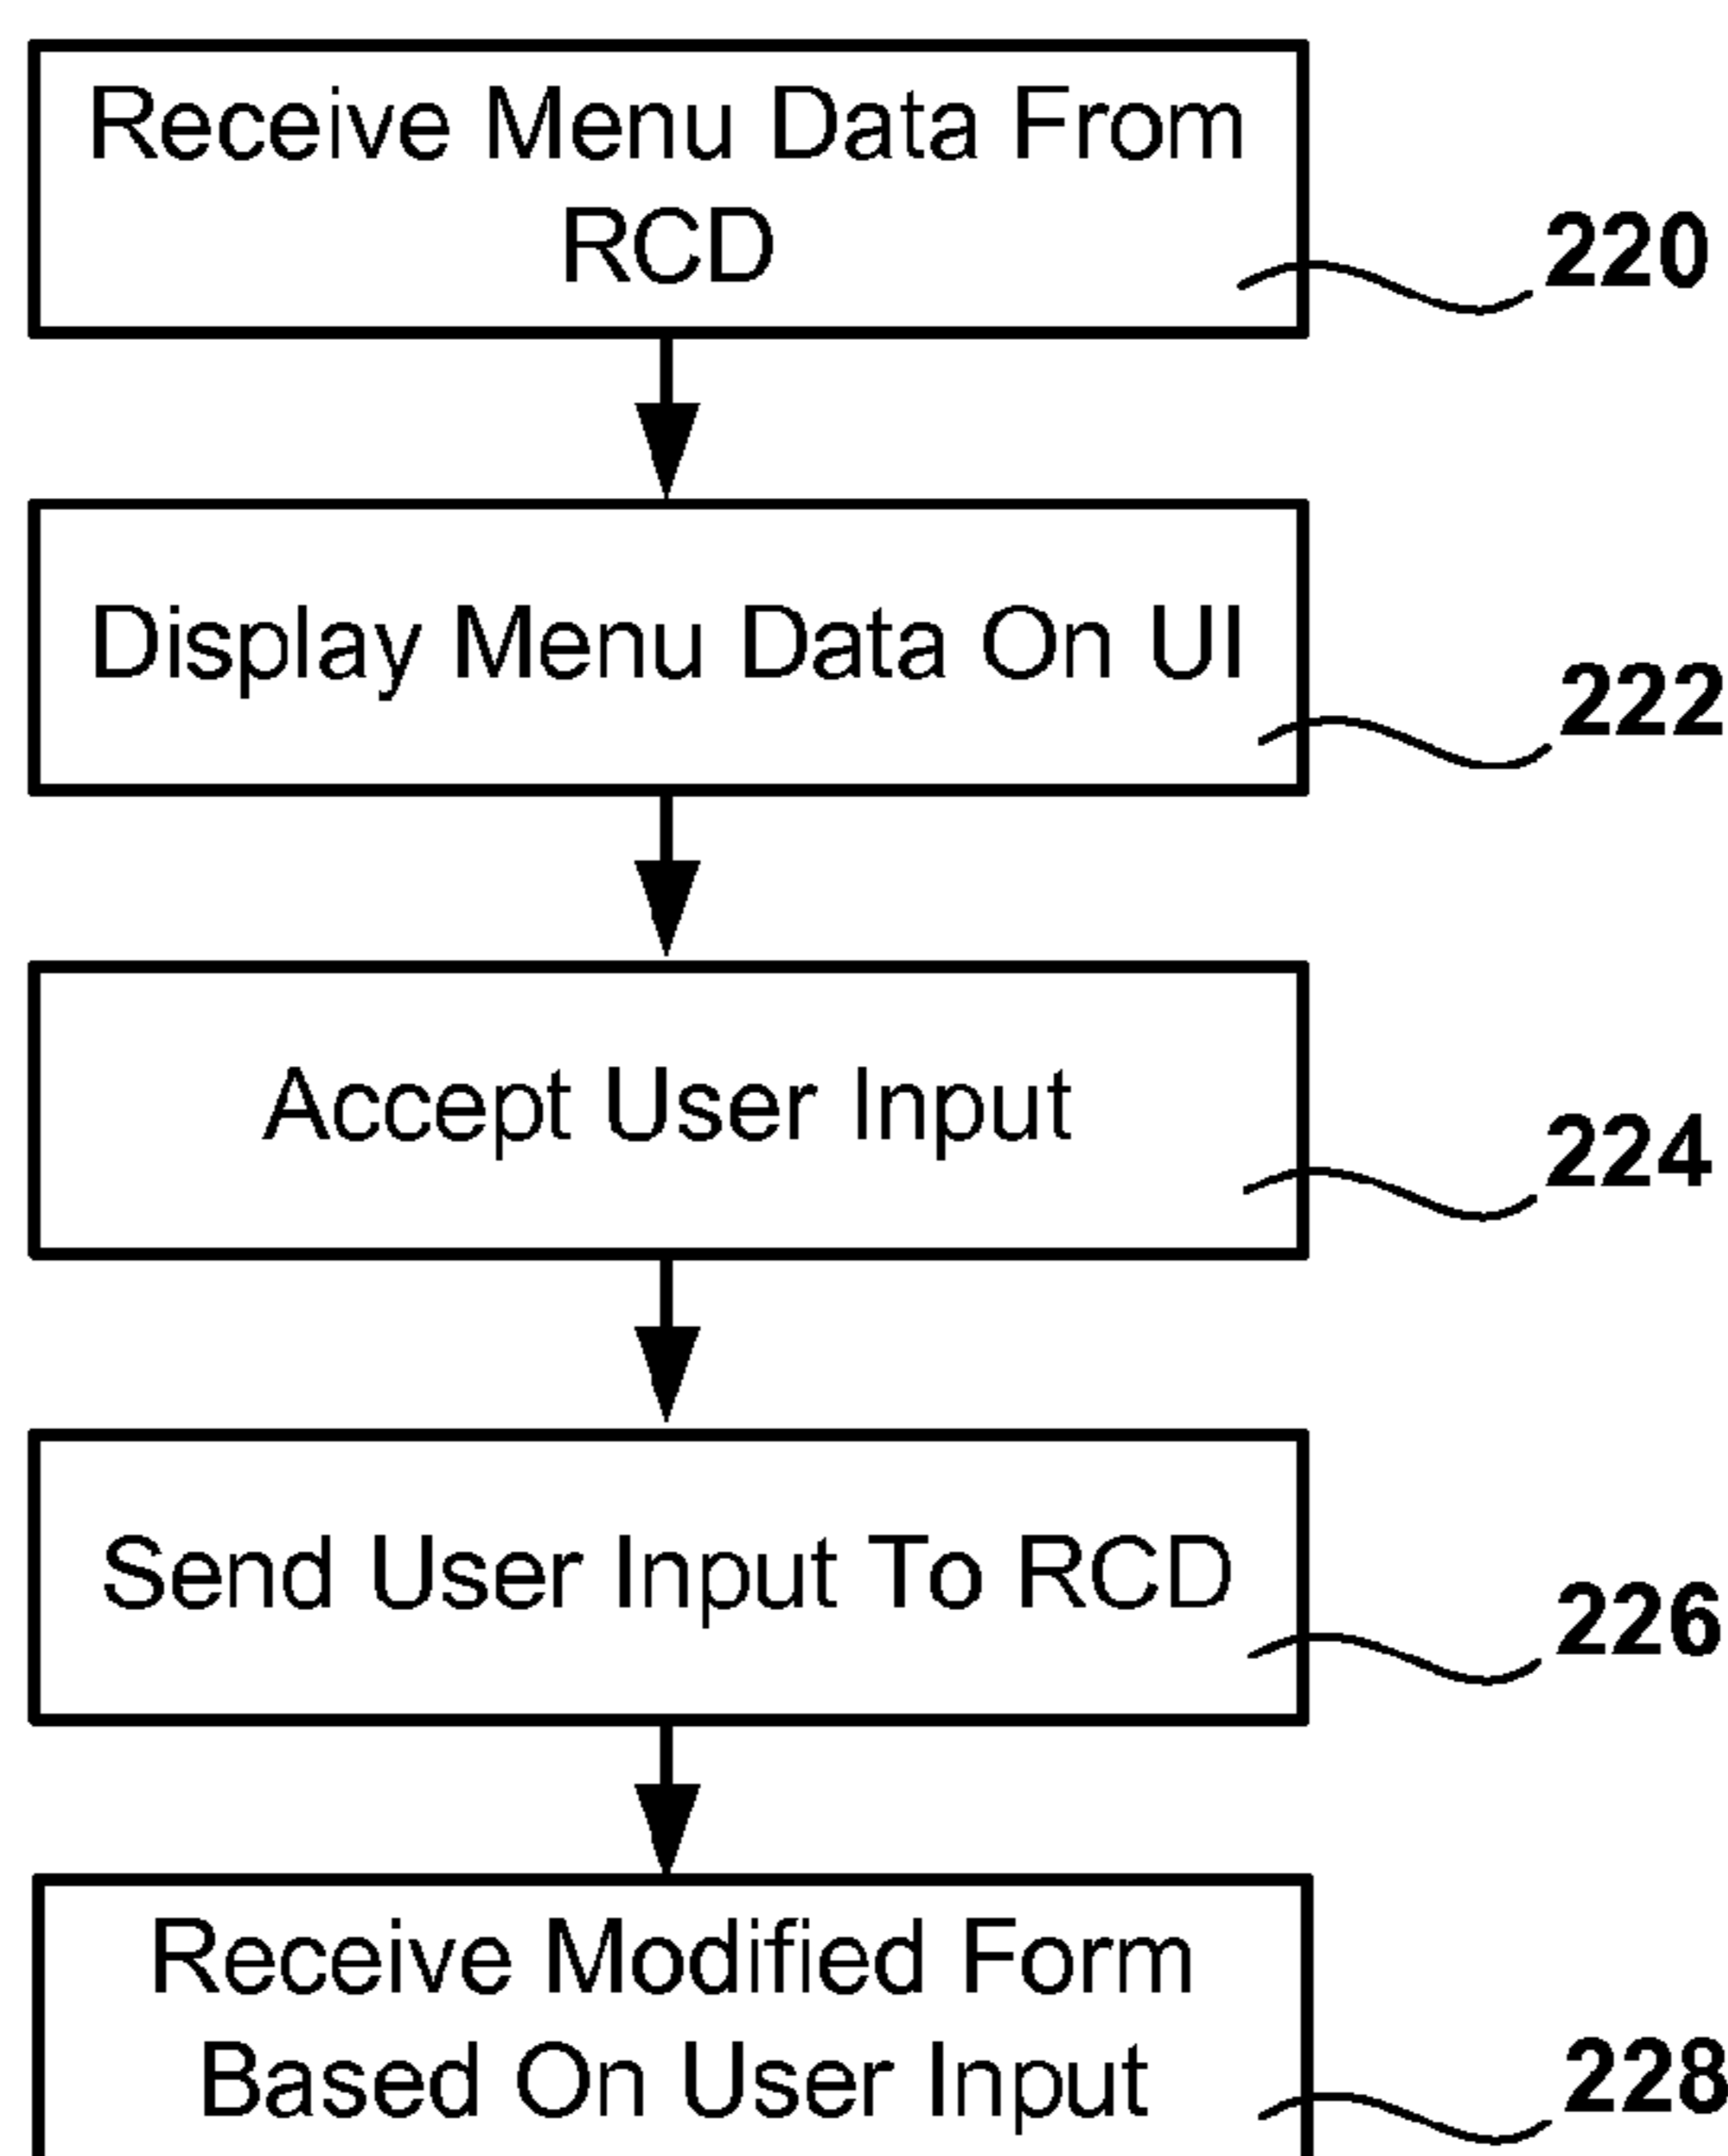 Receive Menu Data From
RCD
220
Display Menu Data On UI
222
Accept User Input
224
Send User Input To RCD
226
Receive Modified Form
Based On User Input
228